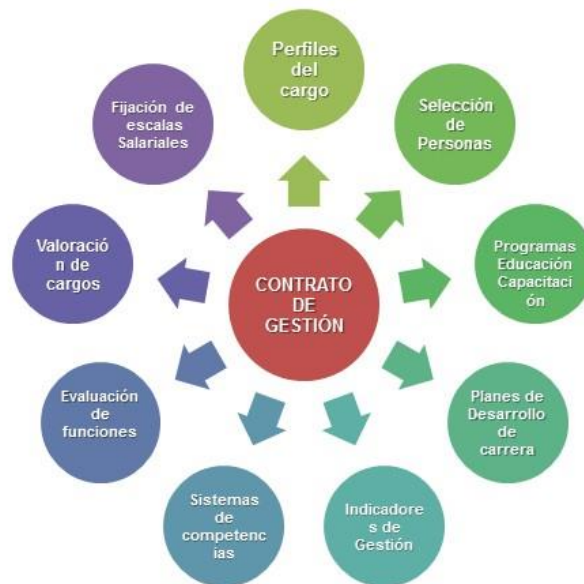 Perfiles
del
cargo
Selección
de
Personas
Programas
Educación
Capacitaci
ón
Planes de
Desarrollo
de
carrera
Indicadore
s de
Gestión
Sistemas
de
competenc
ias
Evaluación
de
funciones
Valoració
n de
cargos
Fijación de
escalas
Salariales
CONTRATO
DE
GESTIÓN